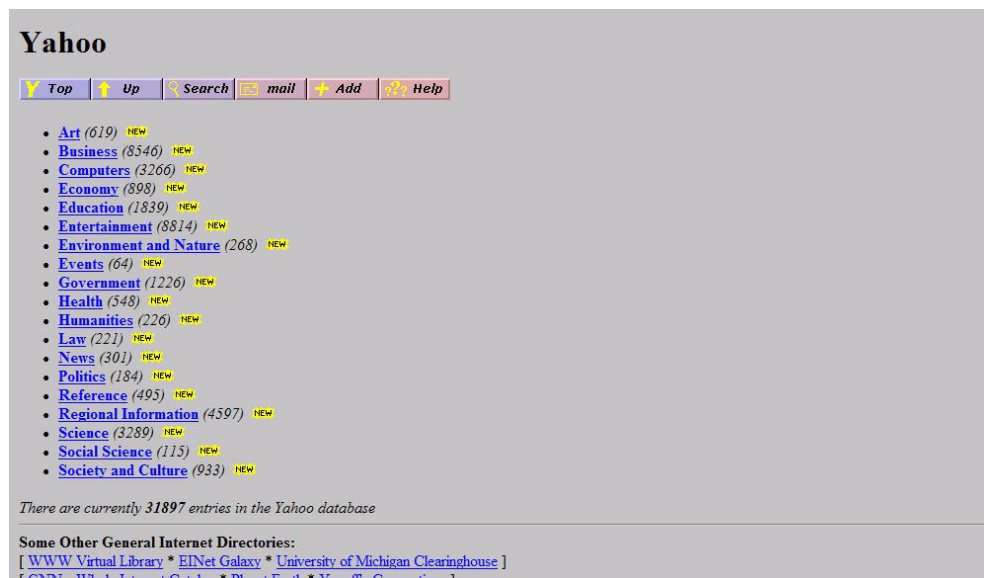 Yahoo
Top Up Search mail Add Help
Art (619) NEW
Business (8546) NEW
Computers (3266) NEW
Economy (898) NEW
Education (1839) NEW
Entertainment (8814) NEW
Environment and Nature (268) NEW
Events (64) NEW
Government (1226) NEW
Health (548) NEW
Humanities (226) NEW
Law (221) NEW
News (301) NEW
Politics (184) NEW
Reference (495) NEW
Regional Information (4597) NEW
Science (3289) NEW
Social Science (115) NEW
Society and Culture (933) NEW
There are currently 31897 entries in the Yahoo database
Some Other General Internet Directories:
[ WWW Virtual Library * EINet Galaxy * University of Michigan Clearinghouse ]